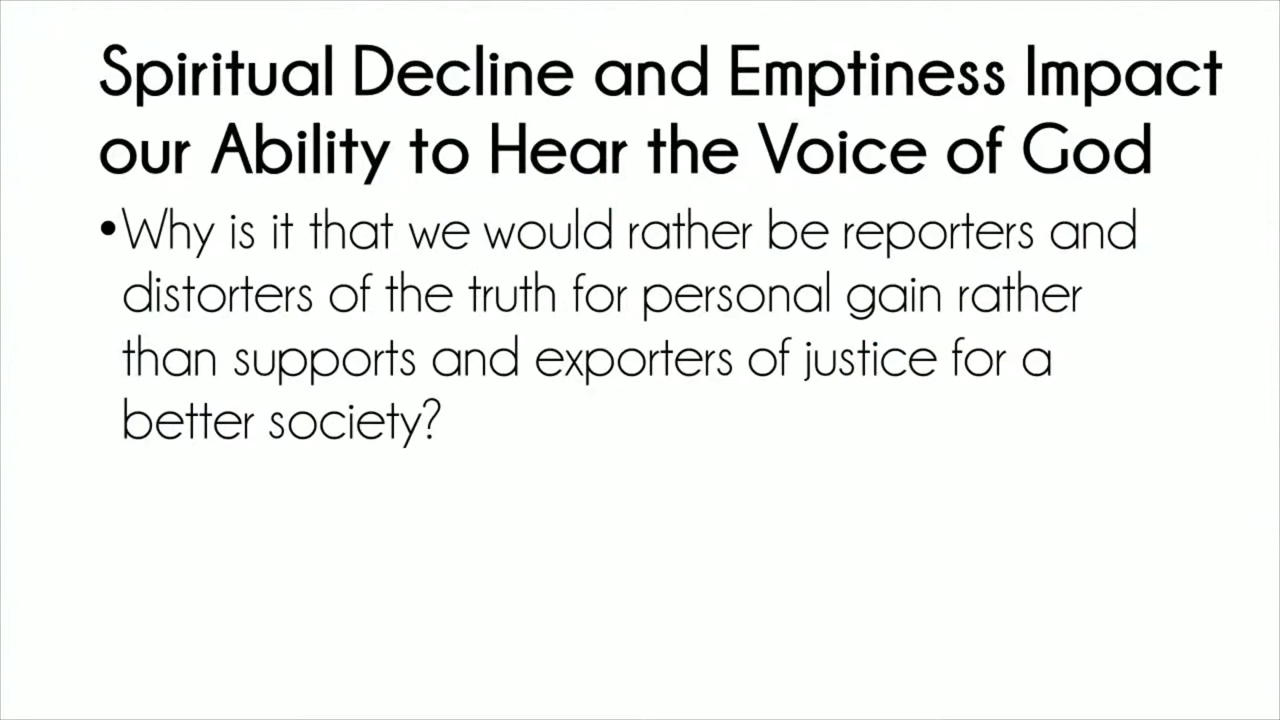 Spiritual Decline and Emptiness Impact
our Ability to Hear the Voice of God
•Why is it that we would rather be reporters and
distorters of the truth for personal gain rather
than supports and exporters of justice for a
better society?